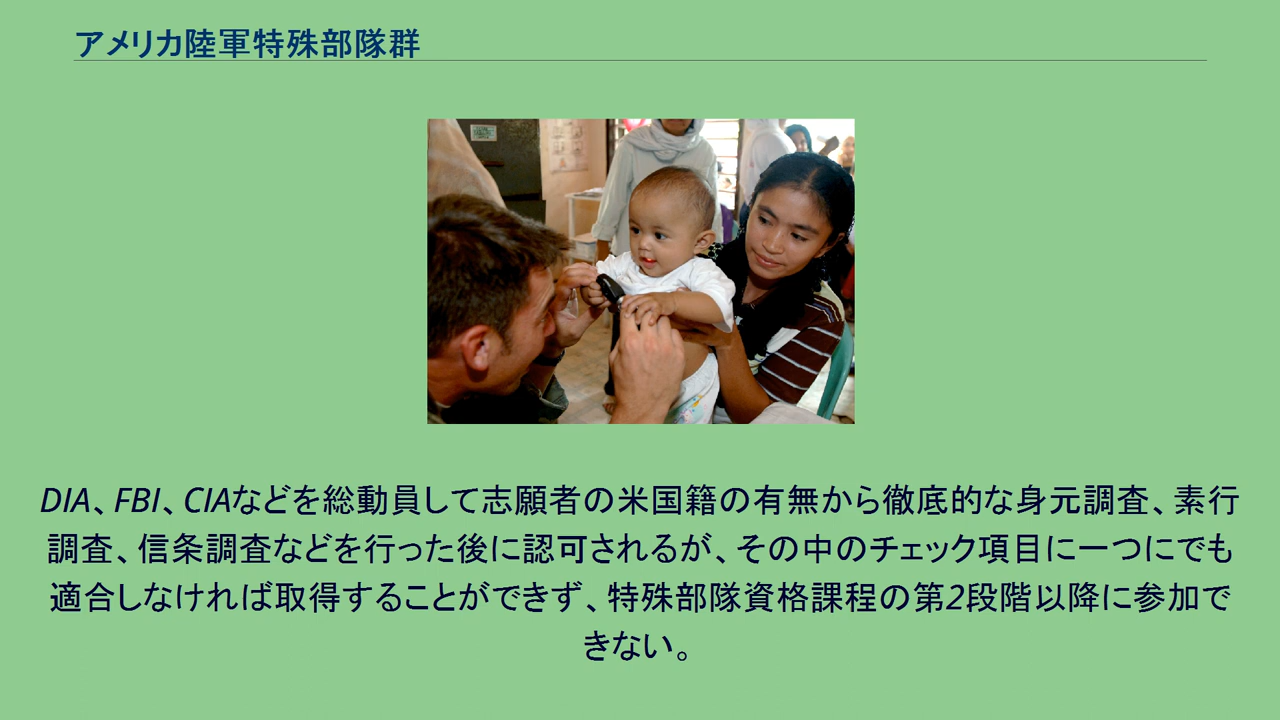 アメリカ陸軍特殊部隊群
DIA、FBI、CIAなどを総動員して志願者の米国籍の有無から徹底的な身元調査、素行
調査、信条調査などを行った後に認可されるが、その中のチェック項目に一つにでも
適合しなければ取得することができず、特殊部隊資格課程の第2段階以降に参加で
きない。